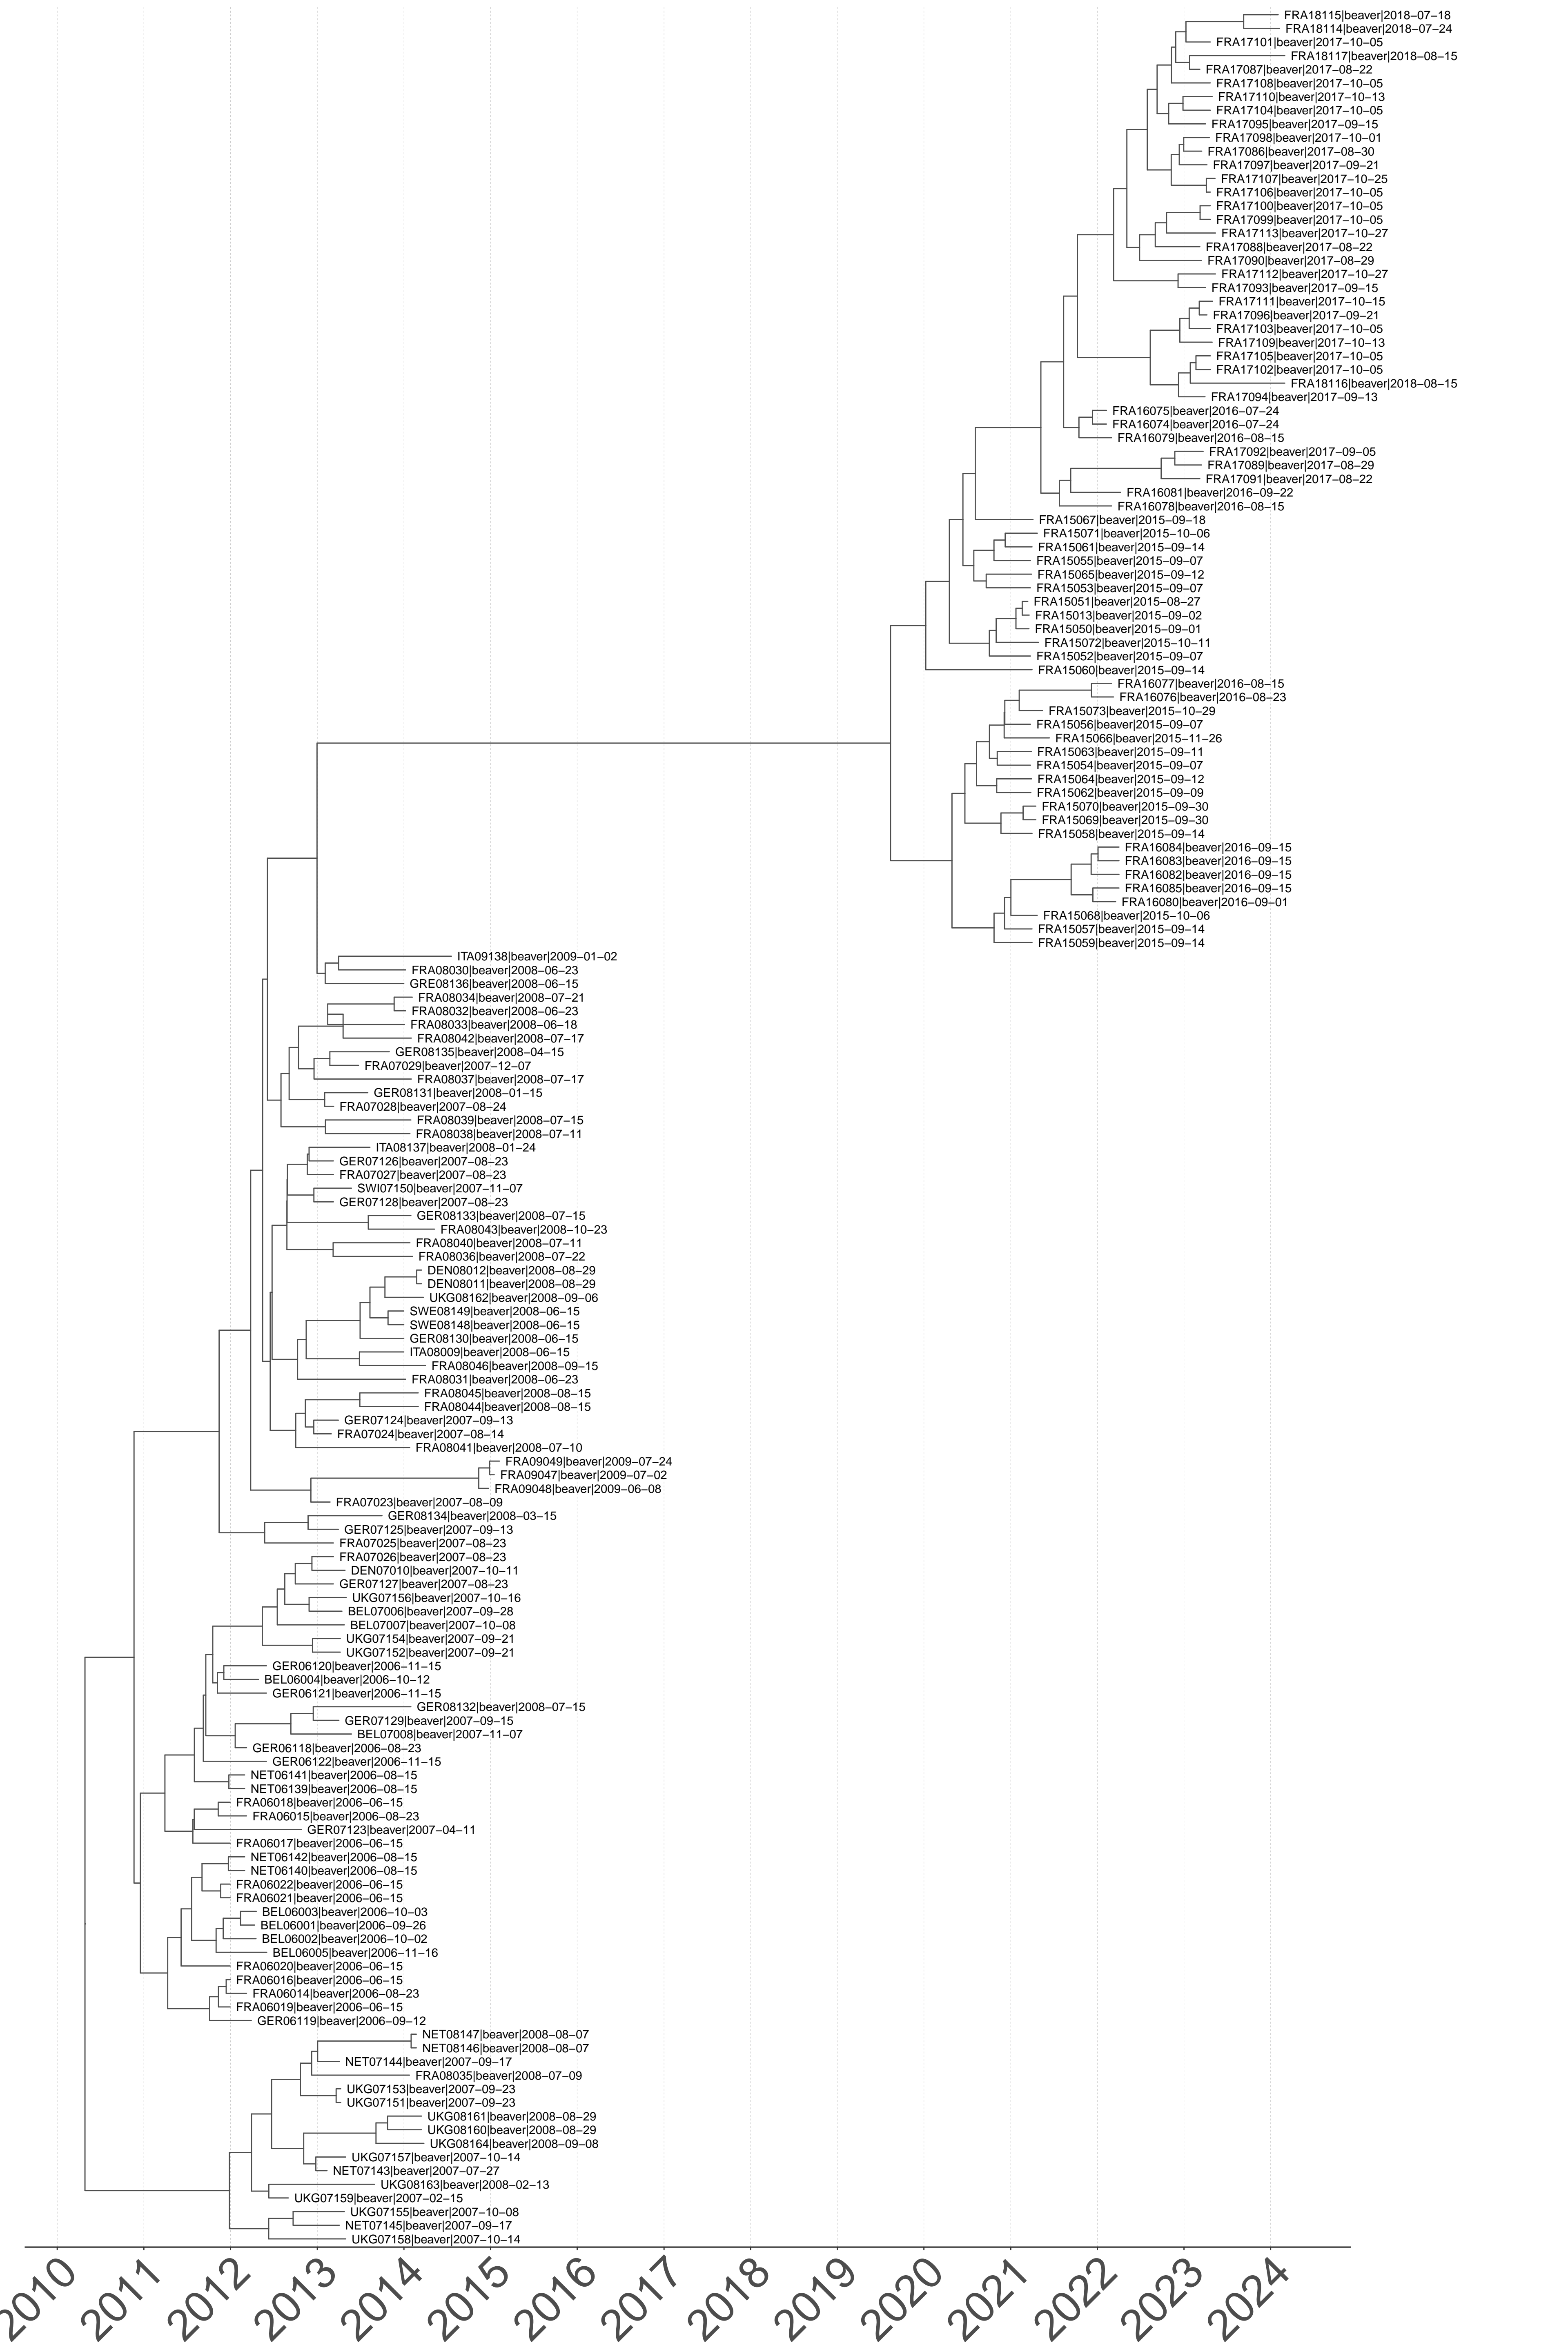 FRA18115|beaver|2018−07−18
FRA18114|beaver|2018−07−24
FRA17101|beaver|2017−10−05
FRA18117|beaver|2018−08−15
FRA17087|beaver|2017−08−22
FRA17108|beaver|2017−10−05
FRA17110|beaver|2017−10−13
FRA17104|beaver|2017−10−05
FRA17095|beaver|2017−09−15
FRA17098|beaver|2017−10−01
FRA17086|beaver|2017−08−30
FRA17097|beaver|2017−09−21
FRA17107|beaver|2017−10−25
FRA17106|beaver|2017−10−05
FRA17100|beaver|2017−10−05
FRA17099|beaver|2017−10−05
FRA17113|beaver|2017−10−27
FRA17088|beaver|2017−08−22
FRA17090|beaver|2017−08−29
FRA17112|beaver|2017−10−27
FRA17093|beaver|2017−09−15
FRA17111|beaver|2017−10−15
FRA17096|beaver|2017−09−21
FRA17103|beaver|2017−10−05
FRA17109|beaver|2017−10−13
FRA17105|beaver|2017−10−05
FRA17102|beaver|2017−10−05
FRA18116|beaver|2018−08−15
FRA17094|beaver|2017−09−13
FRA16075|beaver|2016−07−24
FRA16074|beaver|2016−07−24
FRA16079|beaver|2016−08−15
FRA17092|beaver|2017−09−05
FRA17089|beaver|2017−08−29
FRA17091|beaver|2017−08−22
FRA16081|beaver|2016−09−22
FRA16078|beaver|2016−08−15
FRA15067|beaver|2015−09−18
FRA15071|beaver|2015−10−06
FRA15061|beaver|2015−09−14
FRA15055|beaver|2015−09−07
FRA15065|beaver|2015−09−12
FRA15053|beaver|2015−09−07
FRA15051|beaver|2015−08−27
FRA15013|beaver|2015−09−02
FRA15050|beaver|2015−09−01
FRA15072|beaver|2015−10−11
FRA15052|beaver|2015−09−07
FRA15060|beaver|2015−09−14
FRA16077|beaver|2016−08−15
FRA16076|beaver|2016−08−23
FRA15073|beaver|2015−10−29
FRA15056|beaver|2015−09−07
FRA15066|beaver|2015−11−26
FRA15063|beaver|2015−09−11
FRA15054|beaver|2015−09−07
FRA15064|beaver|2015−09−12
FRA15062|beaver|2015−09−09
FRA15070|beaver|2015−09−30
FRA15069|beaver|2015−09−30
FRA15058|beaver|2015−09−14
FRA16084|beaver|2016−09−15
FRA16083|beaver|2016−09−15
FRA16082|beaver|2016−09−15
FRA16085|beaver|2016−09−15
FRA16080|beaver|2016−09−01
FRA15068|beaver|2015−10−06
FRA15057|beaver|2015−09−14
FRA15059|beaver|2015−09−14
ITA09138|beaver|2009−01−02
FRA08030|beaver|2008−06−23
GRE08136|beaver|2008−06−15
FRA08034|beaver|2008−07−21
FRA08032|beaver|2008−06−23
FRA08033|beaver|2008−06−18
FRA08042|beaver|2008−07−17
GER08135|beaver|2008−04−15
FRA07029|beaver|2007−12−07
FRA08037|beaver|2008−07−17
GER08131|beaver|2008−01−15
FRA07028|beaver|2007−08−24
FRA08039|beaver|2008−07−15
FRA08038|beaver|2008−07−11
ITA08137|beaver|2008−01−24
GER07126|beaver|2007−08−23
FRA07027|beaver|2007−08−23
SWI07150|beaver|2007−11−07
GER07128|beaver|2007−08−23
GER08133|beaver|2008−07−15
FRA08043|beaver|2008−10−23
FRA08040|beaver|2008−07−11
FRA08036|beaver|2008−07−22
DEN08012|beaver|2008−08−29
DEN08011|beaver|2008−08−29
UKG08162|beaver|2008−09−06
SWE08149|beaver|2008−06−15
SWE08148|beaver|2008−06−15
GER08130|beaver|2008−06−15
ITA08009|beaver|2008−06−15
FRA08046|beaver|2008−09−15
FRA08031|beaver|2008−06−23
FRA08045|beaver|2008−08−15
FRA08044|beaver|2008−08−15
GER07124|beaver|2007−09−13
FRA07024|beaver|2007−08−14
FRA08041|beaver|2008−07−10
FRA09049|beaver|2009−07−24
FRA09047|beaver|2009−07−02
FRA09048|beaver|2009−06−08
FRA07023|beaver|2007−08−09
GER08134|beaver|2008−03−15
GER07125|beaver|2007−09−13
FRA07025|beaver|2007−08−23
FRA07026|beaver|2007−08−23
DEN07010|beaver|2007−10−11
GER07127|beaver|2007−08−23
UKG07156|beaver|2007−10−16
BEL07006|beaver|2007−09−28
BEL07007|beaver|2007−10−08
UKG07154|beaver|2007−09−21
UKG07152|beaver|2007−09−21
GER06120|beaver|2006−11−15
BEL06004|beaver|2006−10−12
GER06121|beaver|2006−11−15
GER08132|beaver|2008−07−15
GER07129|beaver|2007−09−15
BEL07008|beaver|2007−11−07
GER06118|beaver|2006−08−23
GER06122|beaver|2006−11−15
NET06141|beaver|2006−08−15
NET06139|beaver|2006−08−15
FRA06018|beaver|2006−06−15
FRA06015|beaver|2006−08−23
GER07123|beaver|2007−04−11
FRA06017|beaver|2006−06−15
NET06142|beaver|2006−08−15
NET06140|beaver|2006−08−15
FRA06022|beaver|2006−06−15
FRA06021|beaver|2006−06−15
BEL06003|beaver|2006−10−03
BEL06001|beaver|2006−09−26
BEL06002|beaver|2006−10−02
BEL06005|beaver|2006−11−16
FRA06020|beaver|2006−06−15
FRA06016|beaver|2006−06−15
FRA06014|beaver|2006−08−23
FRA06019|beaver|2006−06−15
GER06119|beaver|2006−09−12
NET08147|beaver|2008−08−07
NET08146|beaver|2008−08−07
NET07144|beaver|2007−09−17
FRA08035|beaver|2008−07−09
UKG07153|beaver|2007−09−23
UKG07151|beaver|2007−09−23
UKG08161|beaver|2008−08−29
UKG08160|beaver|2008−08−29
UKG08164|beaver|2008−09−08
UKG07157|beaver|2007−10−14
NET07143|beaver|2007−07−27
UKG08163|beaver|2008−02−13
UKG07159|beaver|2007−02−15
UKG07155|beaver|2007−10−08
NET07145|beaver|2007−09−17
UKG07158|beaver|2007−10−14
2010 2011 2012 2013 2014 2015 2016 2017 2018 2019 2020 2021 2022 2023 2024